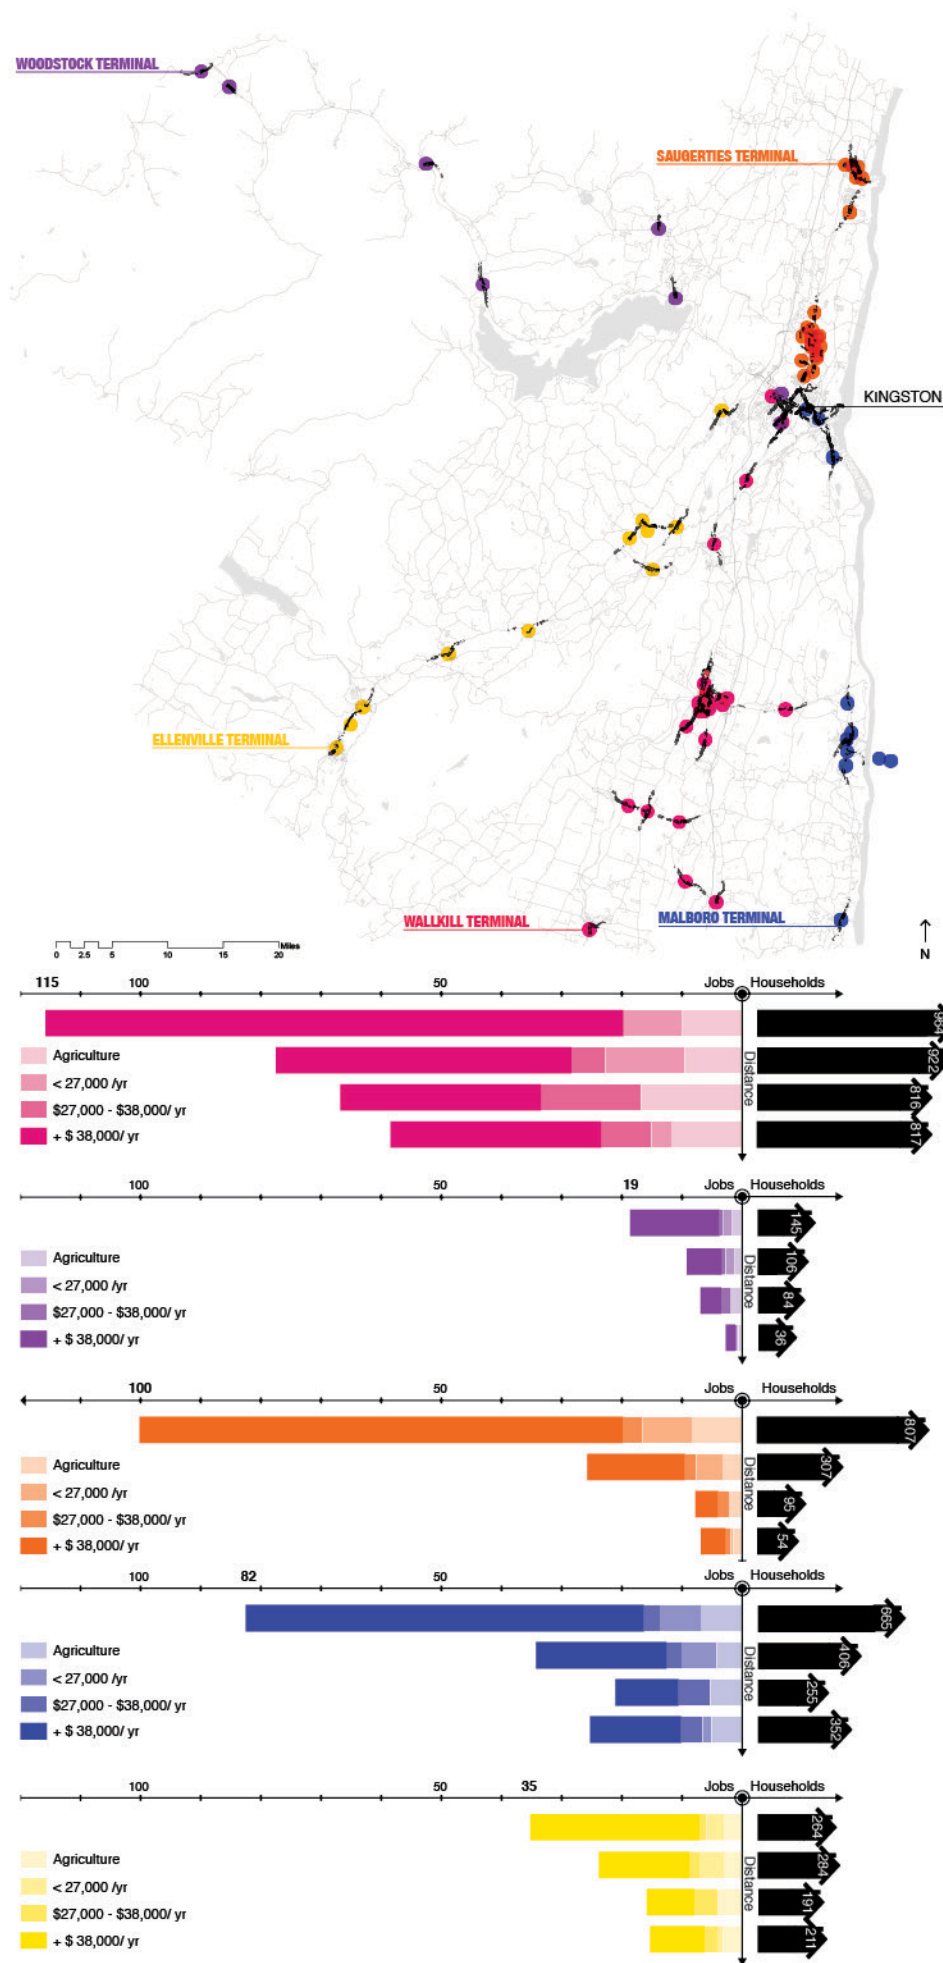 WOODSTOCK TERMINAL
SAUGERTIES TERMINAL
KINGSTON
ELLENVILLE TERMINAL
WALLKILL TERMINAL
MALBORO TERMINAL
N
Miles
0 2.5 5 10 15 20
115 100 50 Jobs Households
Distance
964
922
816
817
Agriculture
< 27,000 /yr
$27,000 - $38,000/ yr
+ $ 38,000/ yr
100 50 19 Jobs Households
Distance
145
106
84
36
Agriculture
< 27,000 /yr
$27,000 - $38,000/ yr
+ $ 38,000/ yr
100 50 Jobs Households
Distance
807
307
95
54
Agriculture
< 27,000 /yr
$27,000 - $38,000/ yr
+ $ 38,000/ yr
100 82 50 Jobs Households
Distance
665
406
255
352
Agriculture
< 27,000 /yr
$27,000 - $38,000/ yr
+ $ 38,000/ yr
100 50 35 Jobs Households
Distance
264
284
191
211
Agriculture
< 27,000 /yr
$27,000 - $38,000/ yr
+ $ 38,000/ yr